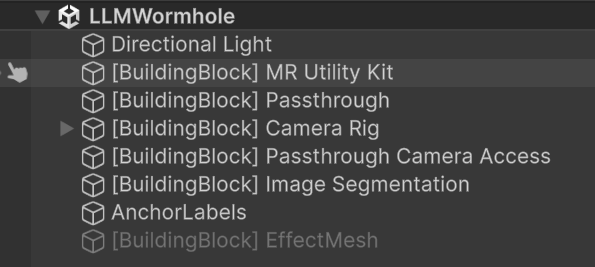 LLMWormhole
Directional Light
[BuildingBlock] MR Utility Kit
[BuildingBlock] Passthrough
[BuildingBlock] Camera Rig
[BuildingBlock] Passthrough Camera Access
[BuildingBlock] Image Segmentation
AnchorLabels
[BuildingBlock] EffectMesh